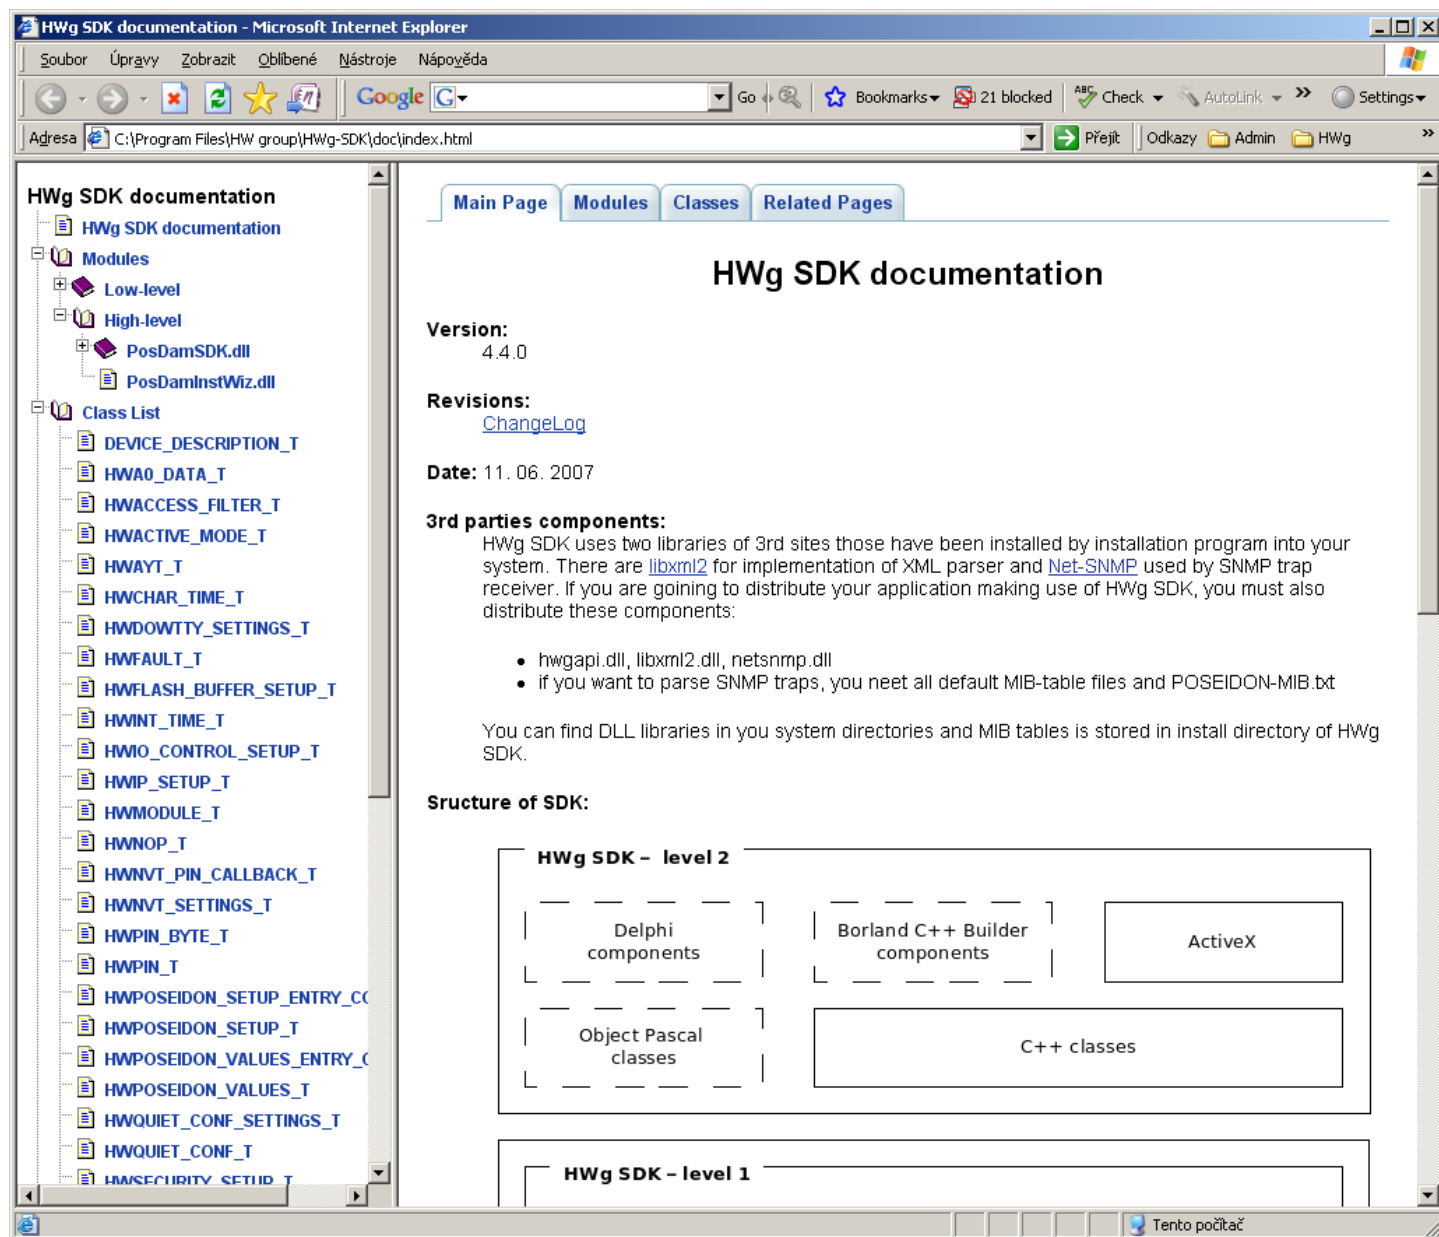 HWg SDK documentation - Microsoft Internet Explorer
Soubor Úpravy Zobrazit Oblíbené Nástroje Nápověda
Google G Go Bookmarks 21 blocked ABC Check AutoLink » Settings
Adresa C:\Program Files\HW group\HWg-SDK\doc\index.html Přejít Odkazy Admin HWg »
HWg SDK documentation
HWg SDK documentation
Modules
Low-level
High-level
PosDamSDK.dll
PosDamInstWiz.dll
Class List
DEVICE_DESCRIPTION_T
HWA0_DATA_T
HWACCESS_FILTER_T
HWACTIVE_MODE_T
HWAYT_T
HWCHAR_TIME_T
HWDOWTTY_SETTINGS_T
HWFAULT_T
HWFLASH_BUFFER_SETUP_T
HWINT_TIME_T
HWIO_CONTROL_SETUP_T
HWIP_SETUP_T
HWMODULE_T
HWNOP_T
HWNVT_PIN_CALLBACK_T
HWNVT_SETTINGS_T
HWPIN_BYTE_T
HWPIN_T
HWPOSEIDON_SETUP_ENTRY_CO
HWPOSEIDON_SETUP_T
HWPOSEIDON_VALUES_ENTRY_C
HWPOSEIDON_VALUES_T
HWQUIET_CONF_SETTINGS_T
HWQUIET_CONF_T
HWSECURITY_SETUP_T
Main Page Modules Classes Related Pages
HWg SDK documentation
Version:
4.4.0
Revisions:
ChangeLog
Date: 11. 06. 2007
3rd parties components:
HWg SDK uses two libraries of 3rd sites those have been installed by installation program into your
system. There are libxml2 for implementation of XML parser and Net-SNMP used by SNMP trap
receiver. If you are goining to distribute your application making use of HWg SDK, you must also
distribute these components:
• hwgapi.dll, libxml2.dll, netsnmp.dll
• if you want to parse SNMP traps, you neet all default MIB-table files and POSEIDON-MIB.txt
You can find DLL libraries in you system directories and MIB tables is stored in install directory of HWg
SDK.
Sructure of SDK:
HWg SDK – level 2
Delphi
components
Borland C++ Builder
components
ActiveX
Object Pascal
classes
C++ classes
HWg SDK – level 1
Tento počítač